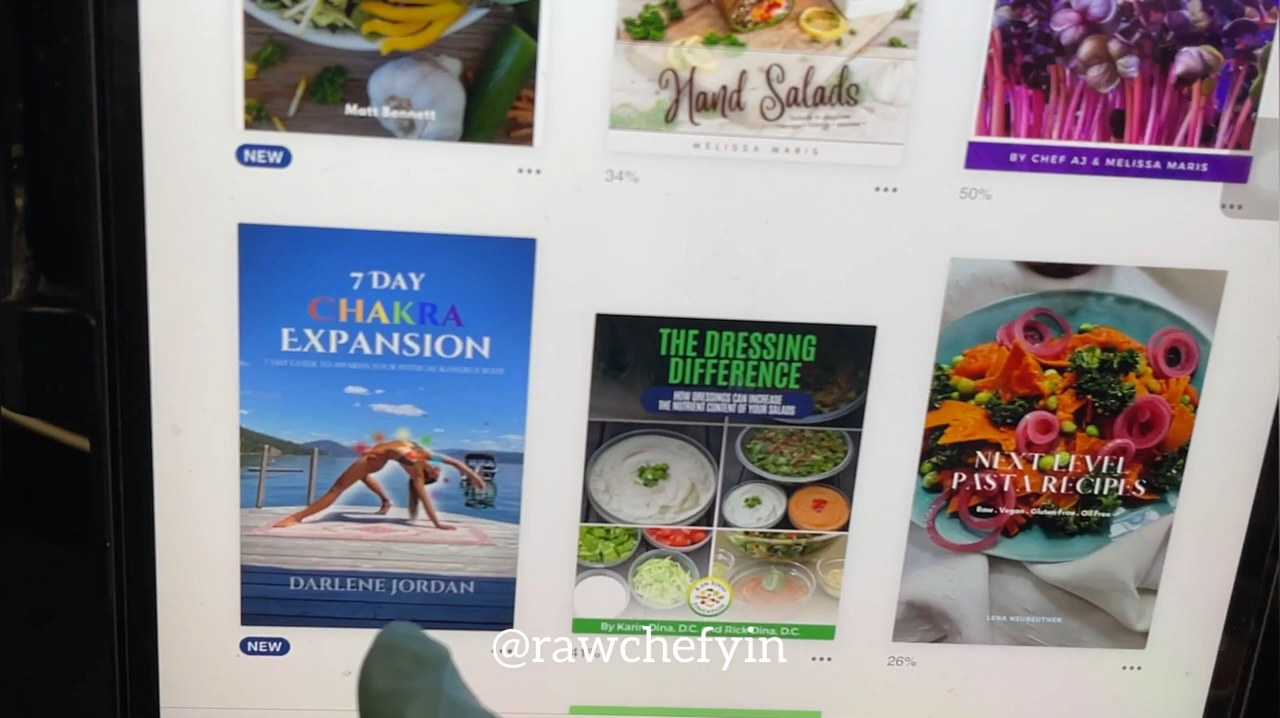 Matt Bennett
Hand Salads
MELISSA MARIS
BY CHEF AJ & MELISSA MARIS
NEW
34%
50%
7 DAY
CHAKRA
EXPANSION
DARLENE JORDAN
THE DRESSING
DIFFERENCE
HOW DRESSINGS CAN INCREASE
THE NUTRIENT CONTENT OF YOUR SALADS
By Karin Dina, D.C. and Rick Dina, D.C.
NEXT LEVEL
PASTA RECIPES
Raw . Vegan . Gluten Free . Oil Free
LENA NEUREUTHER
NEW
26%
@rawchefyin